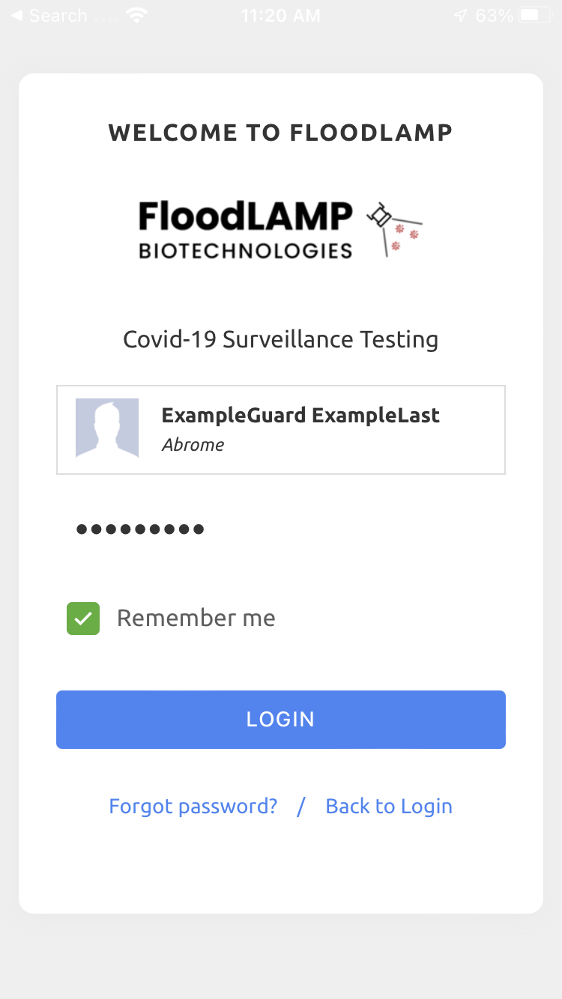 Search
11:20 AM
63%
WELCOME TO FLOODLAMP
FloodLAMP
BIOTECHNOLOGIES
Covid-19 Surveillance Testing
ExampleGuard ExampleLast
Abrome
•••••••••
Remember me
LOGIN
Forgot password? / Back to Login